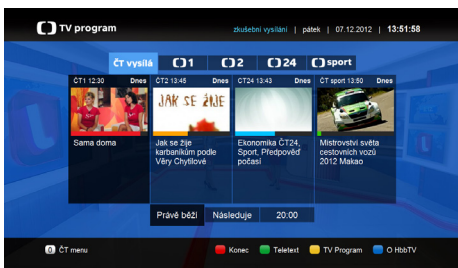 TV program
zkušební vysílání | pátek | 07.12.2012 | 13:51:58
ČT vysílá 1 2 24 sport
ČT1 12:30 Dnes
Sama doma
ČT2 13:45 Dnes
JAK SE ŽIJE
Jak se žije
karbaníkům podle
Věry Chytilové
ČT24 13:43 Dnes
Ekonomika ČT24,
Sport, Předpověď
počasí
ČT sport 13:50 Dnes
Mistrovství světa
cestovních vozů
2012 Makao
Právě běží Následuje 20:00
0 ČT menu Konec Teletext TV Program O HbbTV